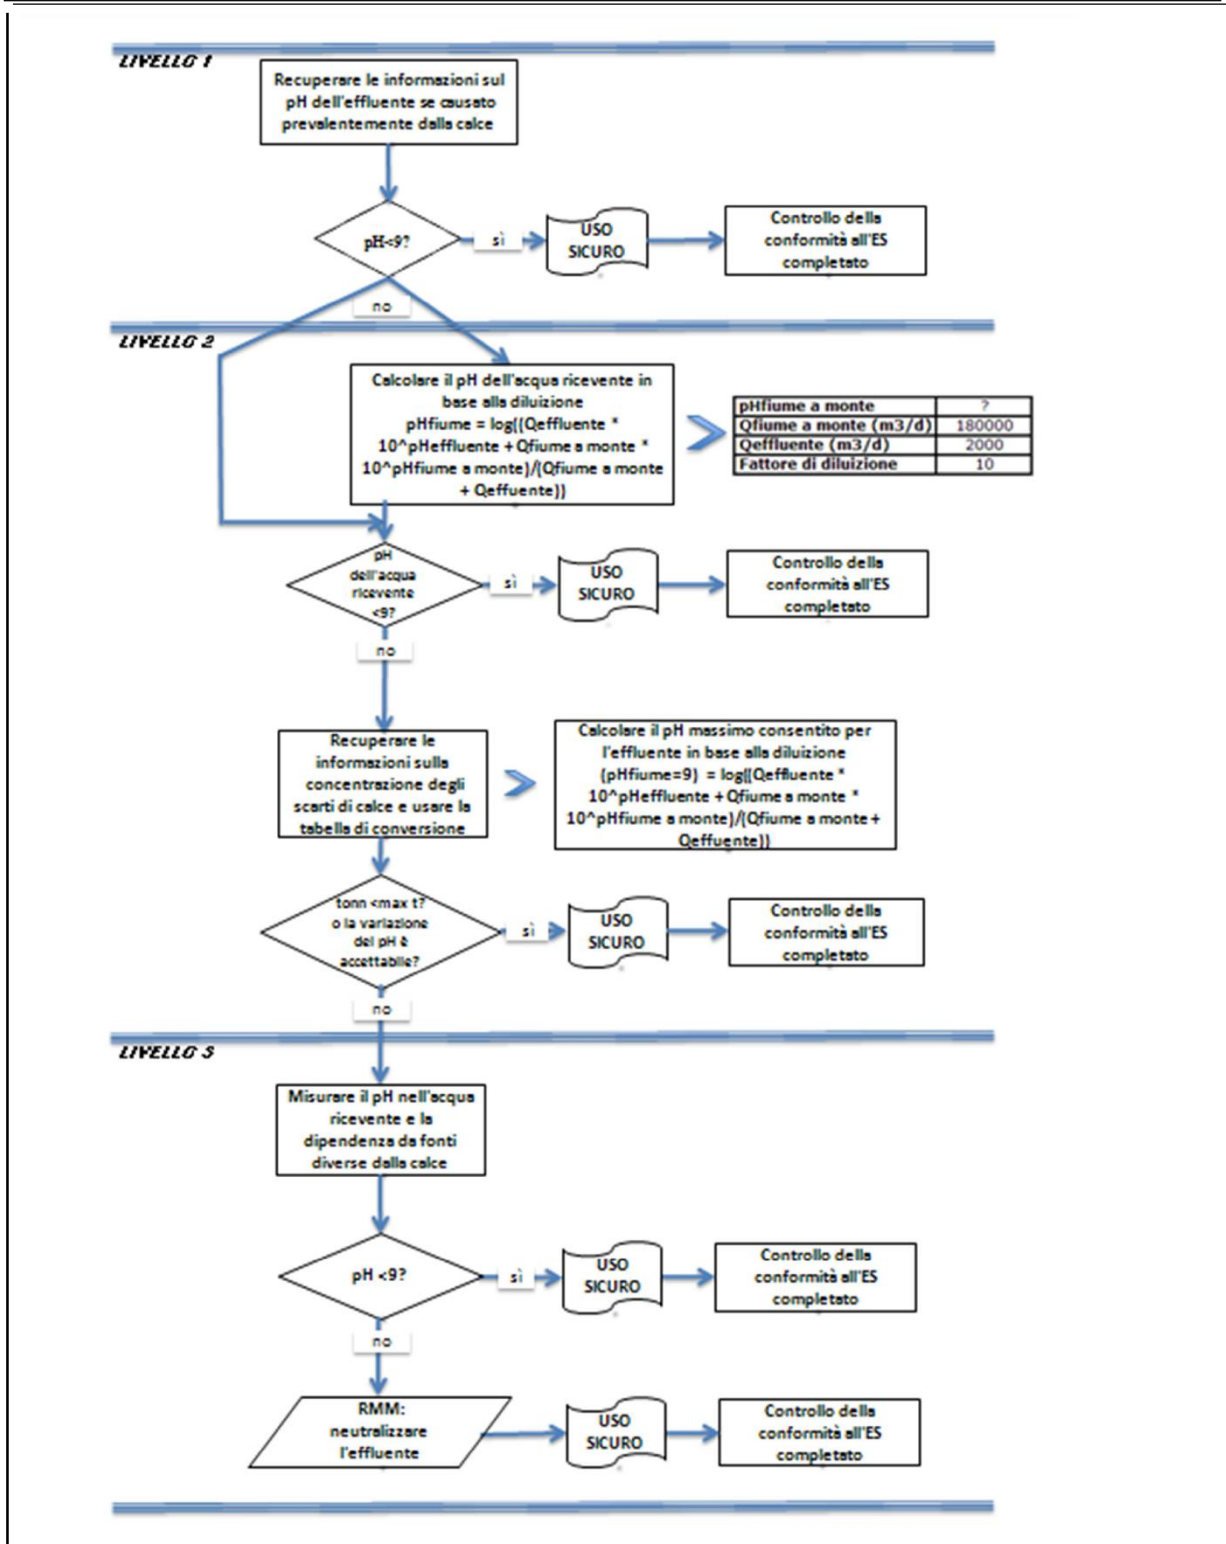 LIVELLO 1
Recuperare le informazioni sul
pH dell'effluente se causato
prevalentemente dalla calce
pH<9?
sì
USO
SICURO
Controllo della
conformità all'ES
completato
no
LIVELLO 2
Calcolare il pH dell'acqua ricevente in
base alla diluizione
pHfiume = log((Qeffluente *
10^pHeffluente + Qfiume a monte *
10^pHfiume a monte)/(Qfiume a monte
+ Qeffuente))
pHfiume a monte ?
Qfiume a monte (m3/d) 180000
Qeffluente (m3/d) 2000
Fattore di diluizione 10
pH
dell'acqua
ricevente
<9?
sì
USO
SICURO
Controllo della
conformità all'ES
completato
no
Recuperare le
informazioni sulla
concentrazione degli
scarti di calce e usare la
tabella di conversione
Calcolare il pH massimo consentito per
l'effluente in base alla diluizione
(pHfiume=9) = log((Qeffluente *
10^pHeffluente + Qfiume a monte *
10^pHfiume a monte)/(Qfiume a monte +
Qeffuente))
tonn <max t?
o la variazione
del pH è
accettabile?
sì
USO
SICURO
Controllo della
conformità all'ES
completato
no
LIVELLO 3
Misurare il pH nell'acqua
ricevente e la
dipendenza da fonti
diverse dalla calce
pH <9?
sì
USO
SICURO
Controllo della
conformità all'ES
completato
no
RMM:
neutralizzare
l'effluente
USO
SICURO
Controllo della
conformità all'ES
completato